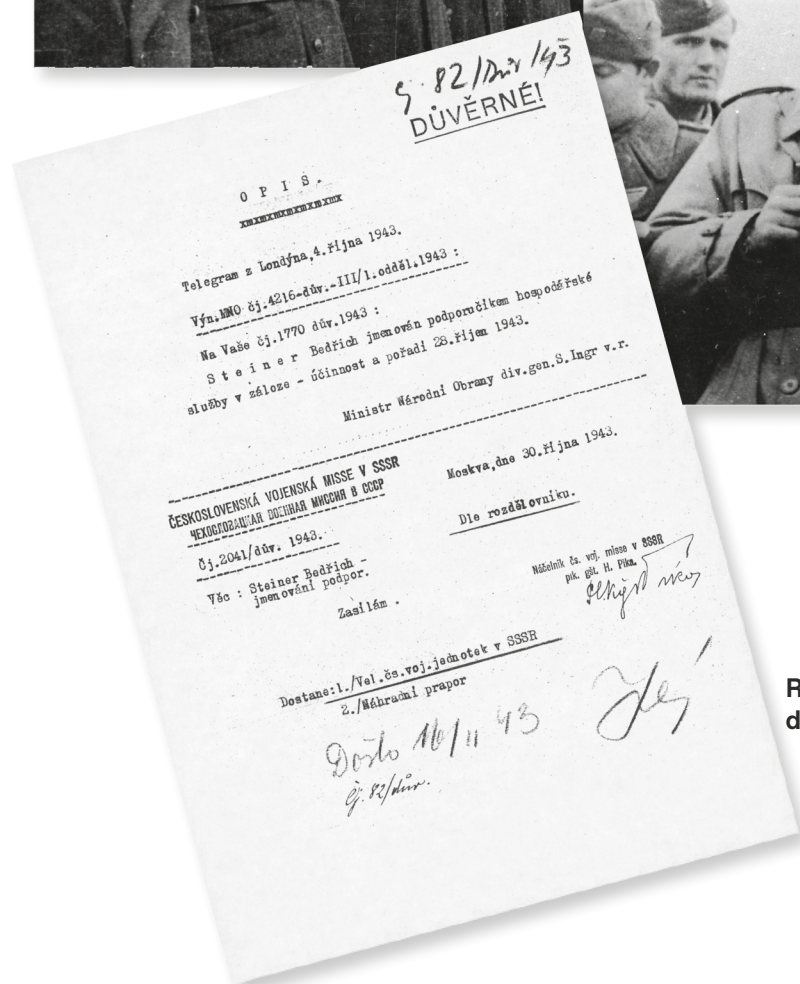 čj. 82/Dův/43
DŮVĚRNÉ!
O P I S .
xmxmxmxmxmxmxmx
Telegram z Londýna,4.října 1943.
Výn.MNO čj.4216-dův.-III/1.odděl.1943 :
Na Vaše čj.1770 dův.1943 :
S t e i n e r Bedřich jmenován podporučíkem hospodářské
služby v záloze - účinnost a pořadí 28.říjen 1943.
Ministr Národní Obrany div.gen.S.Ingr v.r.
ČESKOSLOVENSKÁ VOJENSKÁ MISSE V SSSR
ЧЕХОСЛОВАЦКАЯ ВОЕННАЯ МИССИЯ В СССР
Čj.2041/dův. 1943.
Moskva,dne 30.října 1943.
Dle rozdělovníku.
Věc : Steiner Bedřich -
jmenování podpor.
Zasílám .
Náčelník čs. voj. misse v SSSR
plk. gšt. H. Píka.
Dostane:1./Vel.čs.voj.jednotek v SSSR
2./Náhradní prapor
Došlo 16/11 43
Čj. 82/dův.
R
d